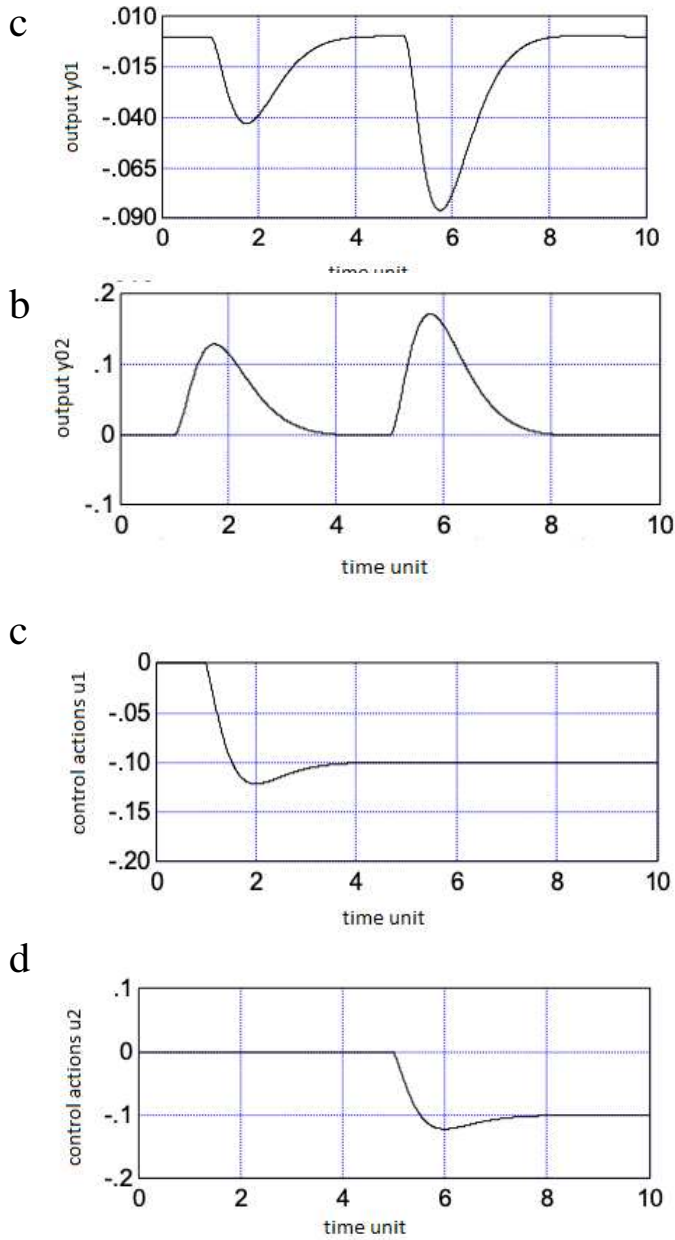 c
output y01
.010
-.015
-.040
-.065
-.090
0 2 4 6 8 10
time unit
b
output y02
.2
.1
0
-.1
0 2 4 6 8 10
time unit
c
control actions u1
0
-.05
-.10
-.15
-.20
0 2 4 6 8 10
time unit
d
control actions u2
.1
0
-.1
-.2
0 2 4 6 8 10
time unit